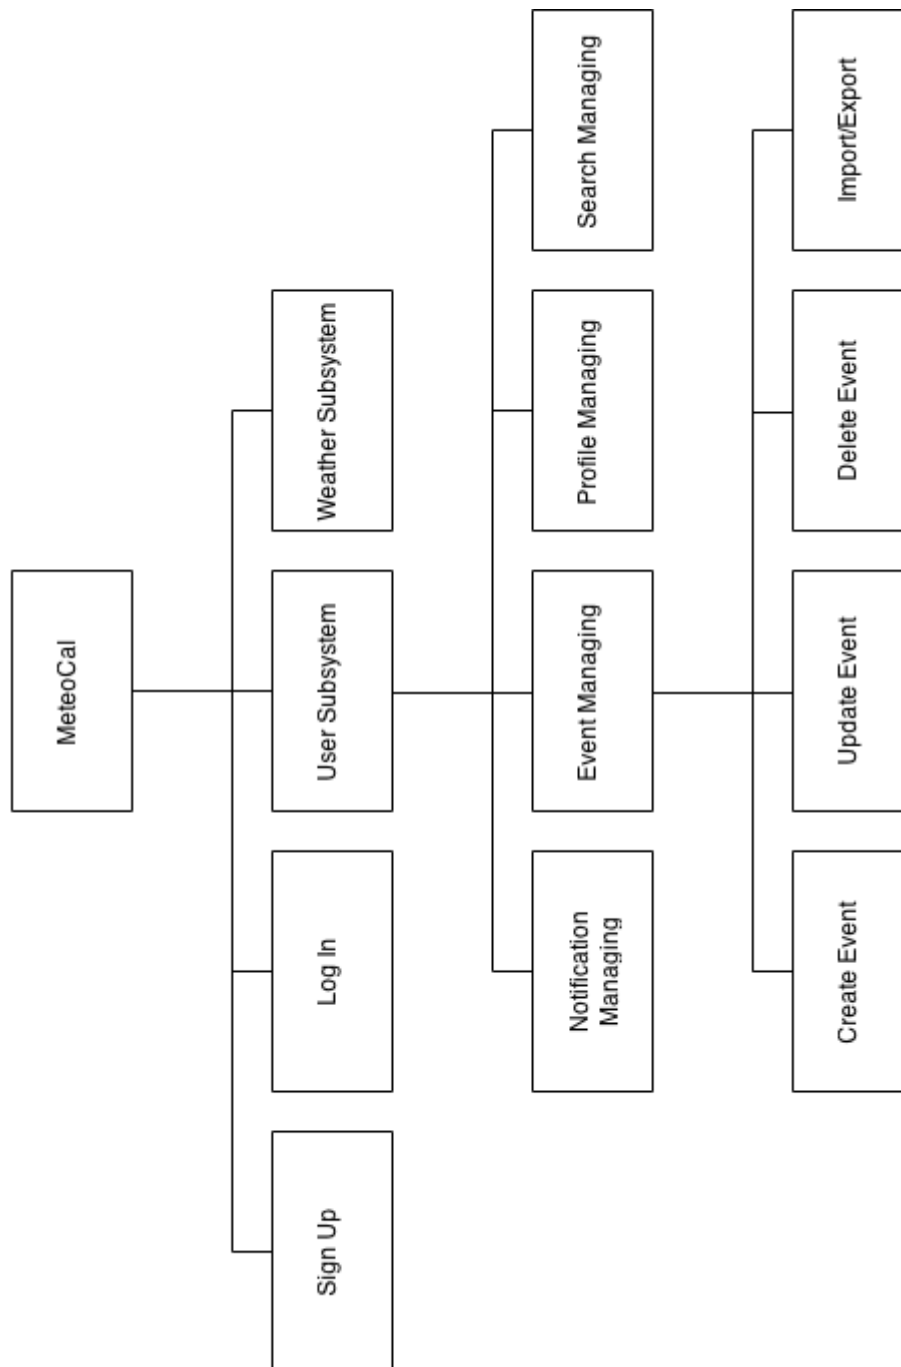 MeteoCal
Sign Up
Log In
User Subsystem
Weather Subsystem
Notification
Managing
Event Managing
Profile Managing
Search Managing
Create Event
Update Event
Delete Event
Import/Export